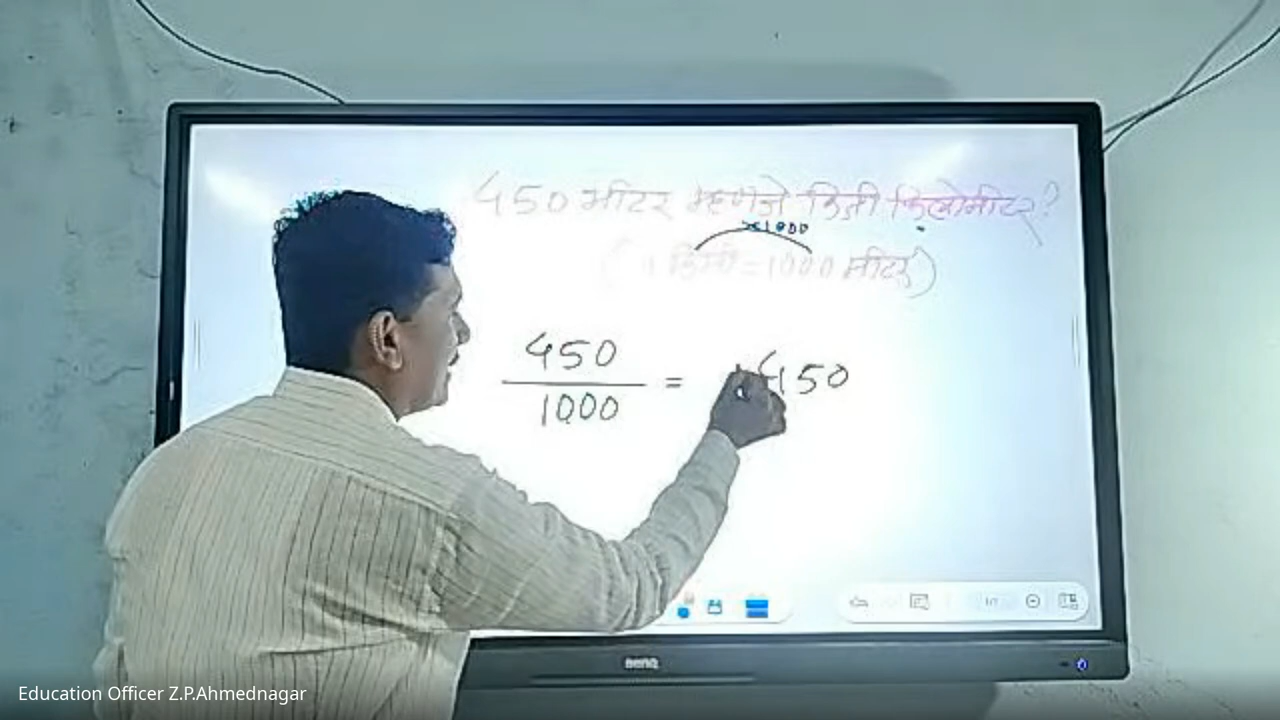 450 मीटर म्हणजे किती किलोमीटर?
×1000
(1 किमी = 1000 मीटर)
450
1000
= .450
BenQ
Education Officer Z.P.Ahmednagar